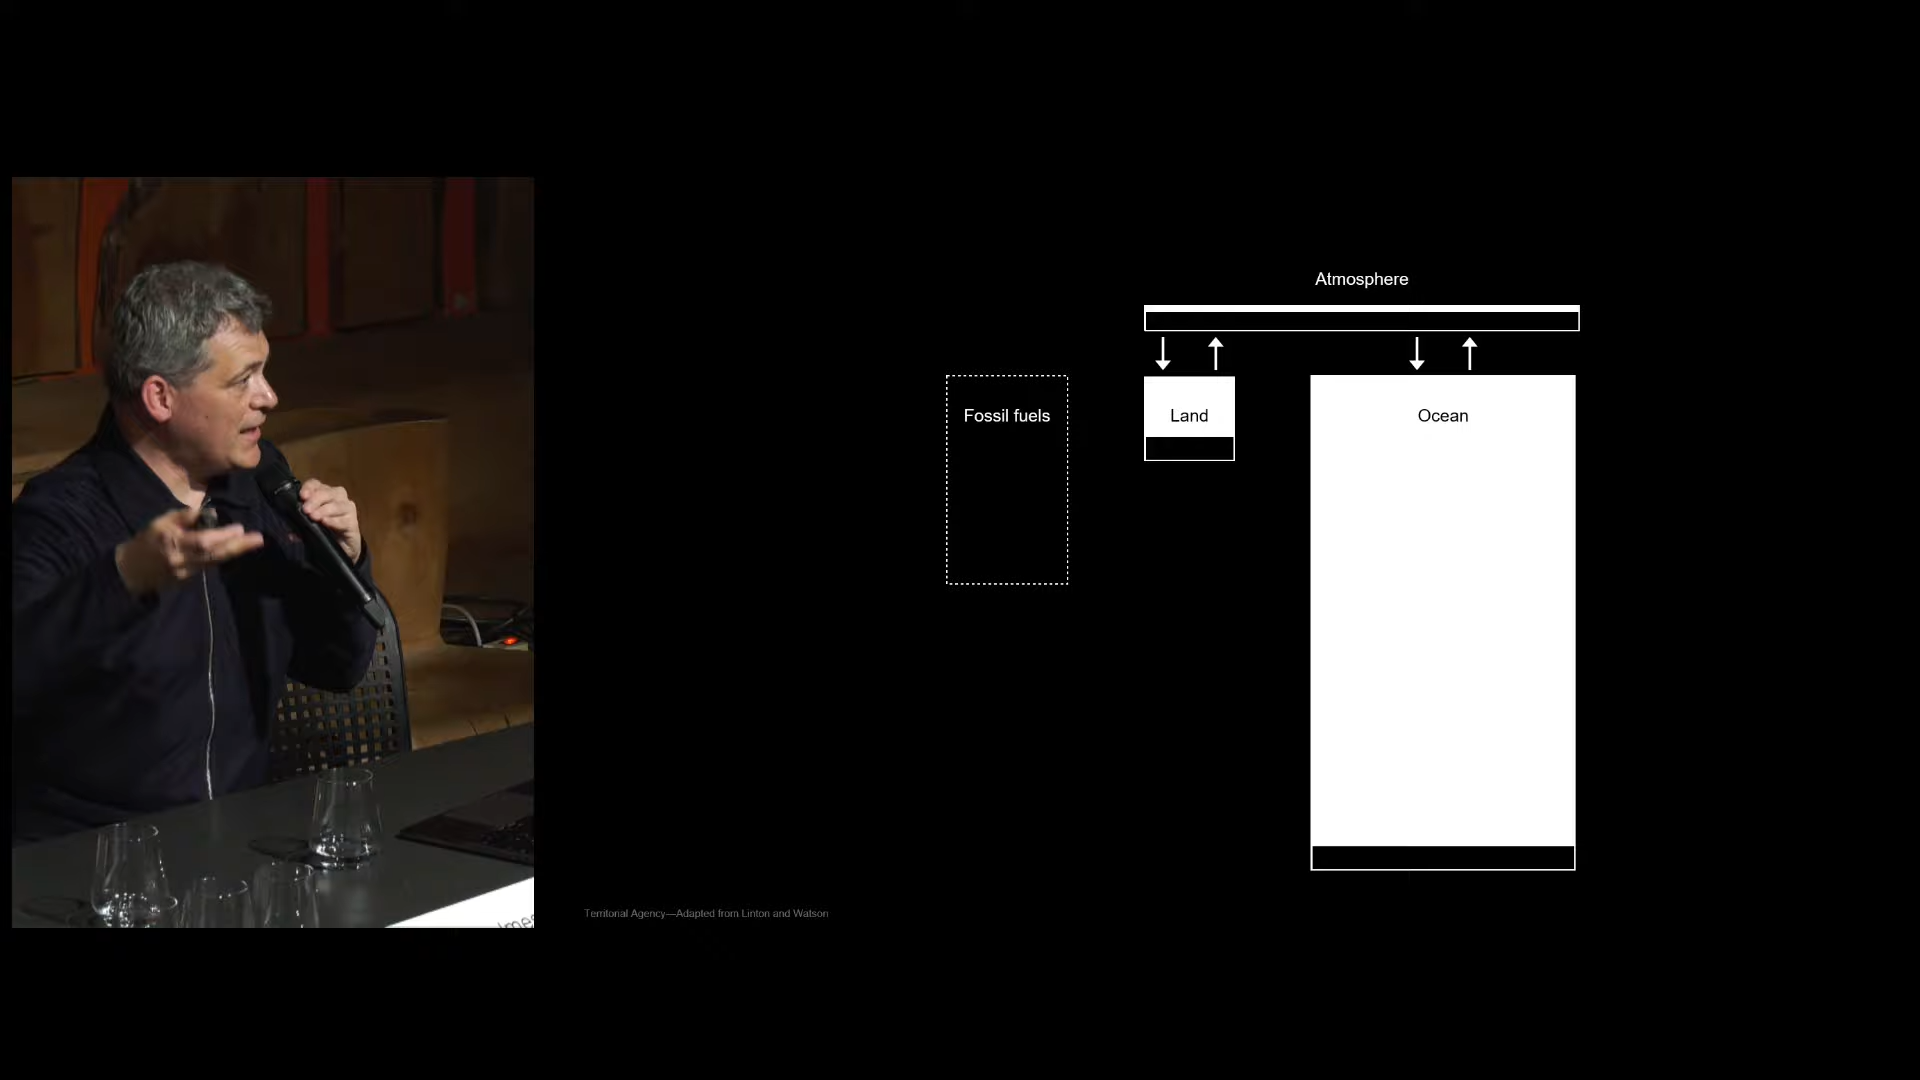 Atmosphere
Fossil fuels
Land
Ocean
Territorial Agency—Adapted from Linton and Watson